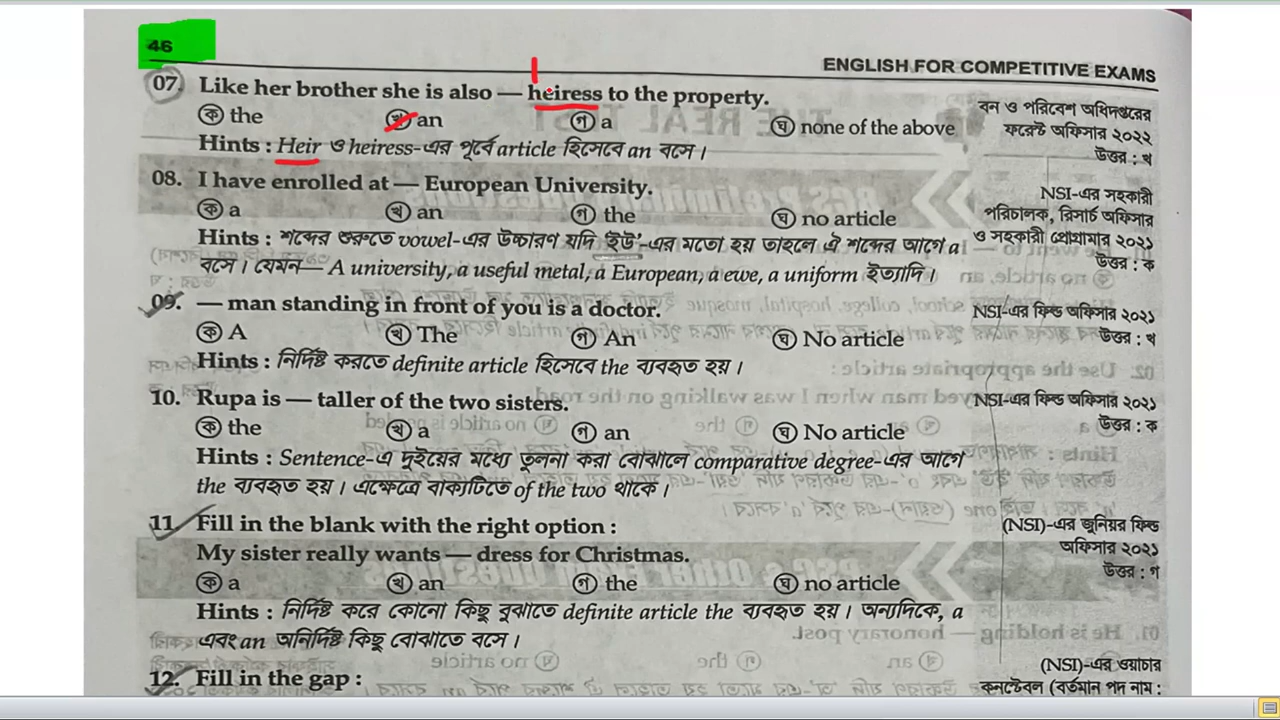 46
ENGLISH FOR COMPETITIVE EXAMS
07. Like her brother she is also — heiress to the property.
ক the খ an গ a ঘ none of the above
Hints : Heir ও heiress-এর পূর্বে article হিসেবে an বসে।
বন ও পরিবেশ অধিদপ্তরের
ফরেস্ট অফিসার ২০২২
উত্তর : খ
08. I have enrolled at — European University.
ক a খ an গ the ঘ no article
Hints : শব্দের শুরুতে vowel-এর উচ্চারণ যদি 'ইউ'-এর মতো হয় তাহলে ঐ শব্দের আগে a
বসে। যেমন— A university, a useful metal, a European, a ewe, a uniform ইত্যাদি।
NSI-এর সহকারী
পরিচালক, রিসার্চ অফিসার
ও সহকারী প্রোগ্রামার ২০২১
উত্তর : ক
09. — man standing in front of you is a doctor.
ক A খ The গ An ঘ No article
Hints : নির্দিষ্ট করতে definite article হিসেবে the ব্যবহৃত হয়।
NSI-এর ফিল্ড অফিসার ২০২১
উত্তর : খ
10. Rupa is — taller of the two sisters.
ক the খ a গ an ঘ No article
Hints : Sentence-এ দুইয়ের মধ্যে তুলনা করা বোঝালে comparative degree-এর আগে
the ব্যবহৃত হয়। এক্ষেত্রে বাক্যটিতে of the two থাকে।
NSI-এর ফিল্ড অফিসার ২০২১
উত্তর : ক
11. Fill in the blank with the right option :
My sister really wants — dress for Christmas.
ক a খ an গ the ঘ no article
Hints : নির্দিষ্ট করে কোনো কিছু বুঝাতে definite article the ব্যবহৃত হয়। অন্যদিকে, a
এবং an অনির্দিষ্ট কিছু বোঝাতে বসে।
(NSI)-এর জুনিয়র ফিল্ড
অফিসার ২০২১
উত্তর : গ
12. Fill in the gap :
(NSI)-এর ওয়াচার
কনস্টেবল (বর্তমান পদ নাম :